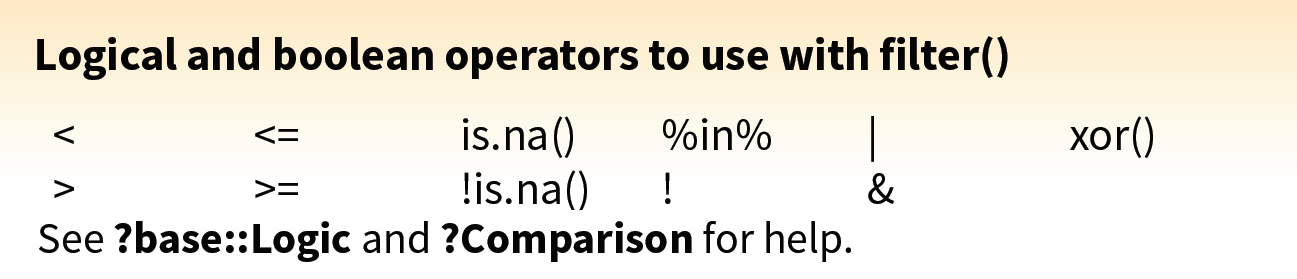 Logical and boolean operators to use with filter()
< <= is.na() %in% | xor()
> >= !is.na() ! &
See ?base::Logic and ?Comparison for help.